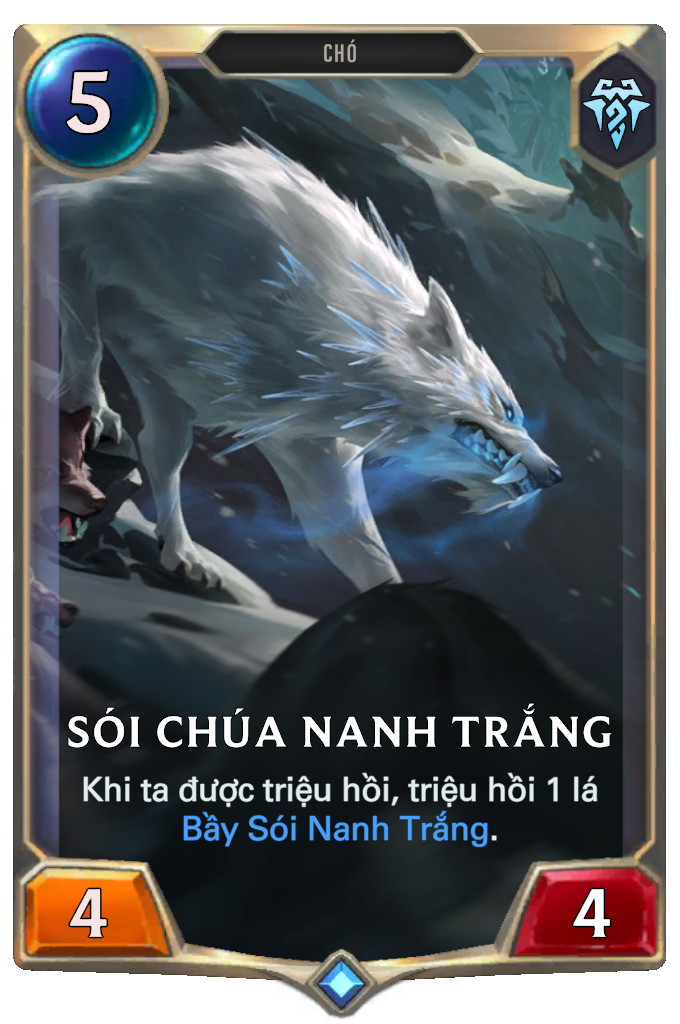 CHÓ
5
SÓI CHÚA NANH TRẮNG
Khi ta được triệu hồi, triệu hồi 1 lá
Bầy Sói Nanh Trắng.
4
4